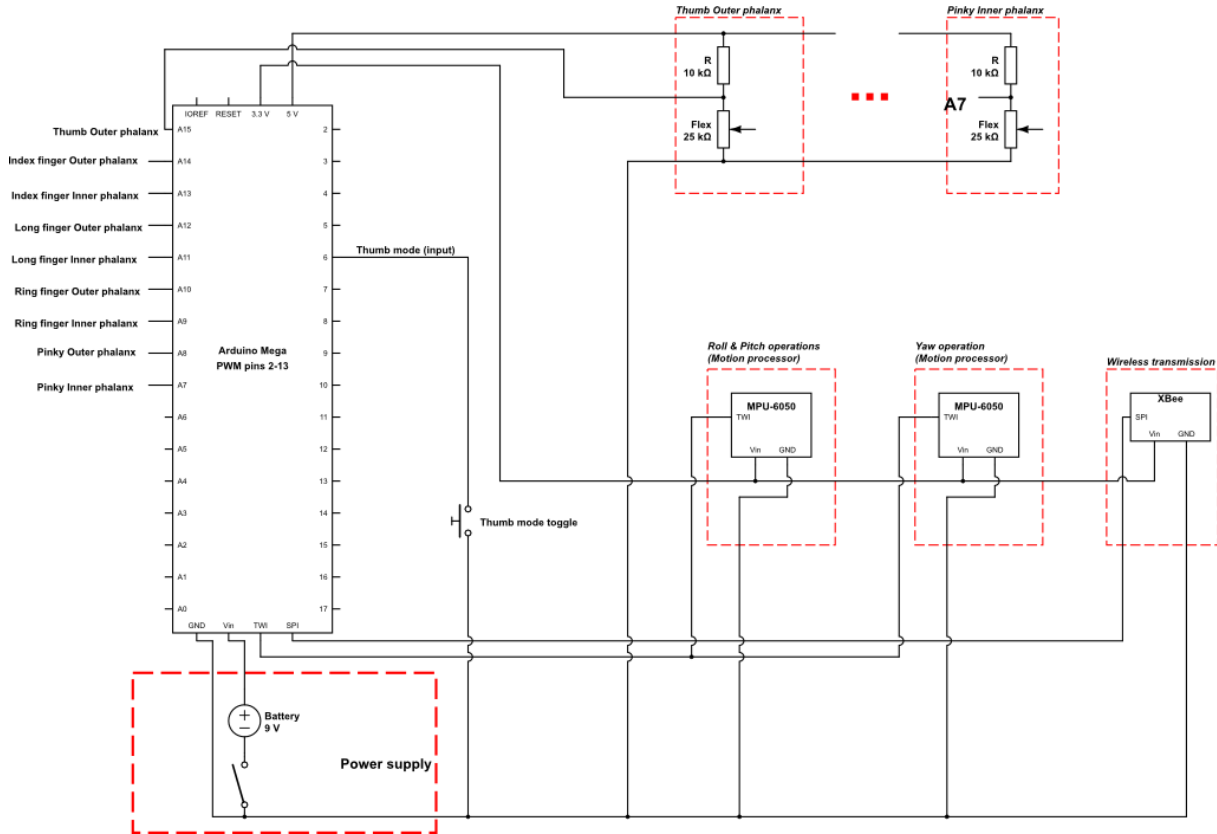 Thumb Outer phalanx
Pinky Inner phalanx
R
10 kΩ
R
10 kΩ
A7
Flex
25 kΩ
Flex
25 kΩ
IOREF
RESET
3.3 V
5 V
Thumb Outer phalanx
A15
2
Index finger Outer phalanx
A14
3
Index finger Inner phalanx
A13
4
Long finger Outer phalanx
A12
5
Long finger Inner phalanx
A11
6
Thumb mode (input)
Ring finger Outer phalanx
A10
7
Ring finger Inner phalanx
A9
8
Pinky Outer phalanx
A8
9
Arduino Mega
PWM pins 2-13
Pinky Inner phalanx
A7
10
A6
11
A5
12
A4
13
A3
14
A2
15
A1
16
A0
17
GND
Vin
TWI
SPI
Roll & Pitch operations
(Motion processor)
MPU-6050
TWI
Vin
GND
Yaw operation
(Motion processor)
MPU-6050
TWI
Vin
GND
Wireless transmission
XBee
SPI
Vin
GND
Thumb mode toggle
Battery
9 V
Power supply